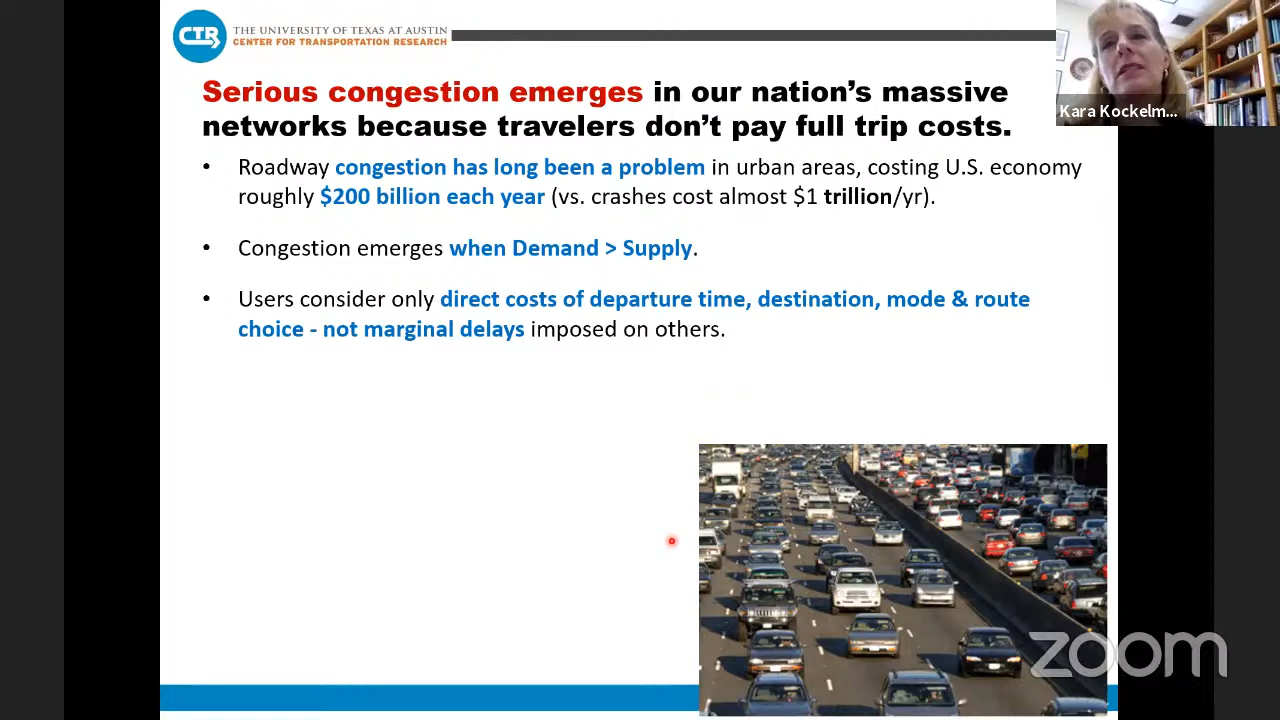 CTR THE UNIVERSITY OF TEXAS AT AUSTIN
CENTER FOR TRANSPORTATION RESEARCH
Serious congestion emerges in our nation's massive
networks because travelers don't pay full trip costs.
Kara Kockelm...
• Roadway congestion has long been a problem in urban areas, costing U.S. economy
roughly $200 billion each year (vs. crashes cost almost $1 trillion/yr).
• Congestion emerges when Demand > Supply.
• Users consider only direct costs of departure time, destination, mode & route
choice - not marginal delays imposed on others.
zoom